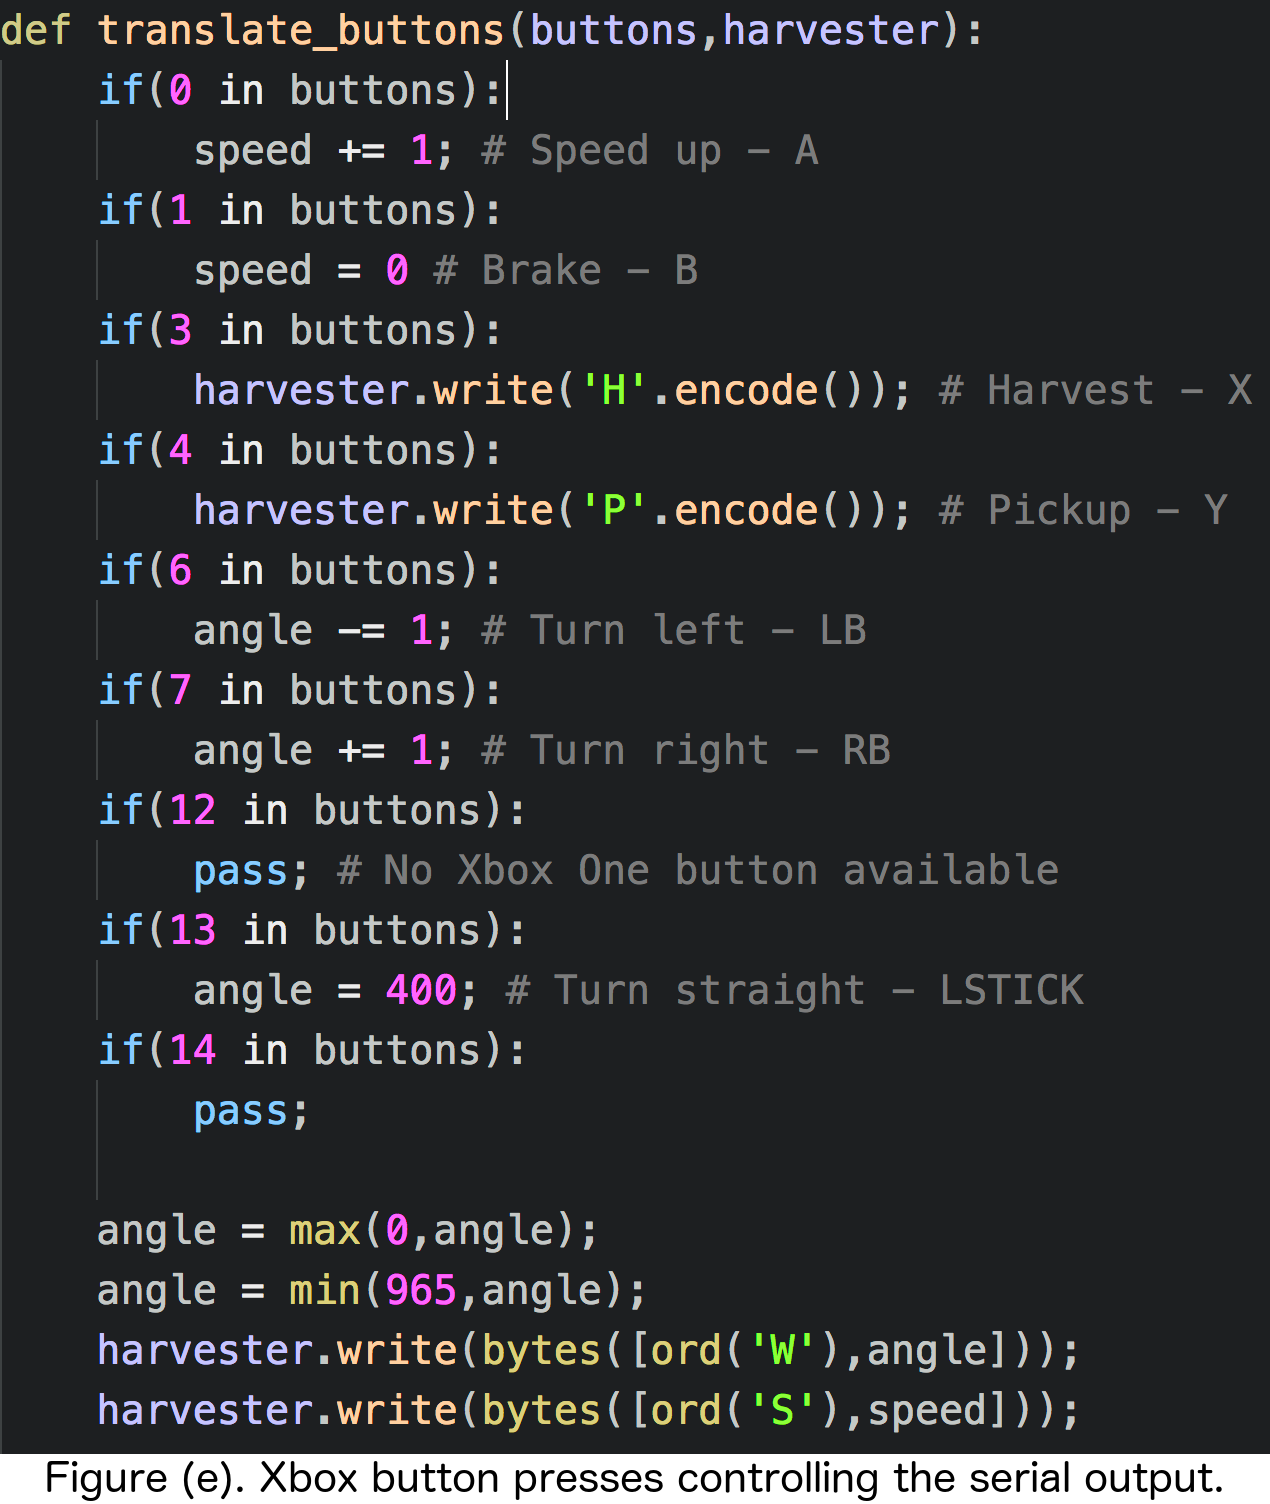 def translate_buttons(buttons,harvester):
    if(0 in buttons):
        speed += 1; # Speed up - A
    if(1 in buttons):
        speed = 0 # Brake - B
    if(3 in buttons):
        harvester.write('H'.encode()); # Harvest - X
    if(4 in buttons):
        harvester.write('P'.encode()); # Pickup - Y
    if(6 in buttons):
        angle -= 1; # Turn left - LB
    if(7 in buttons):
        angle += 1; # Turn right - RB
    if(12 in buttons):
        pass; # No Xbox One button available
    if(13 in buttons):
        angle = 400; # Turn straight - LSTICK
    if(14 in buttons):
        pass;

    angle = max(0,angle);
    angle = min(965,angle);
    harvester.write(bytes([ord('W'),angle]));
    harvester.write(bytes([ord('S'),speed]));
Figure (e). Xbox button presses controlling the serial output.